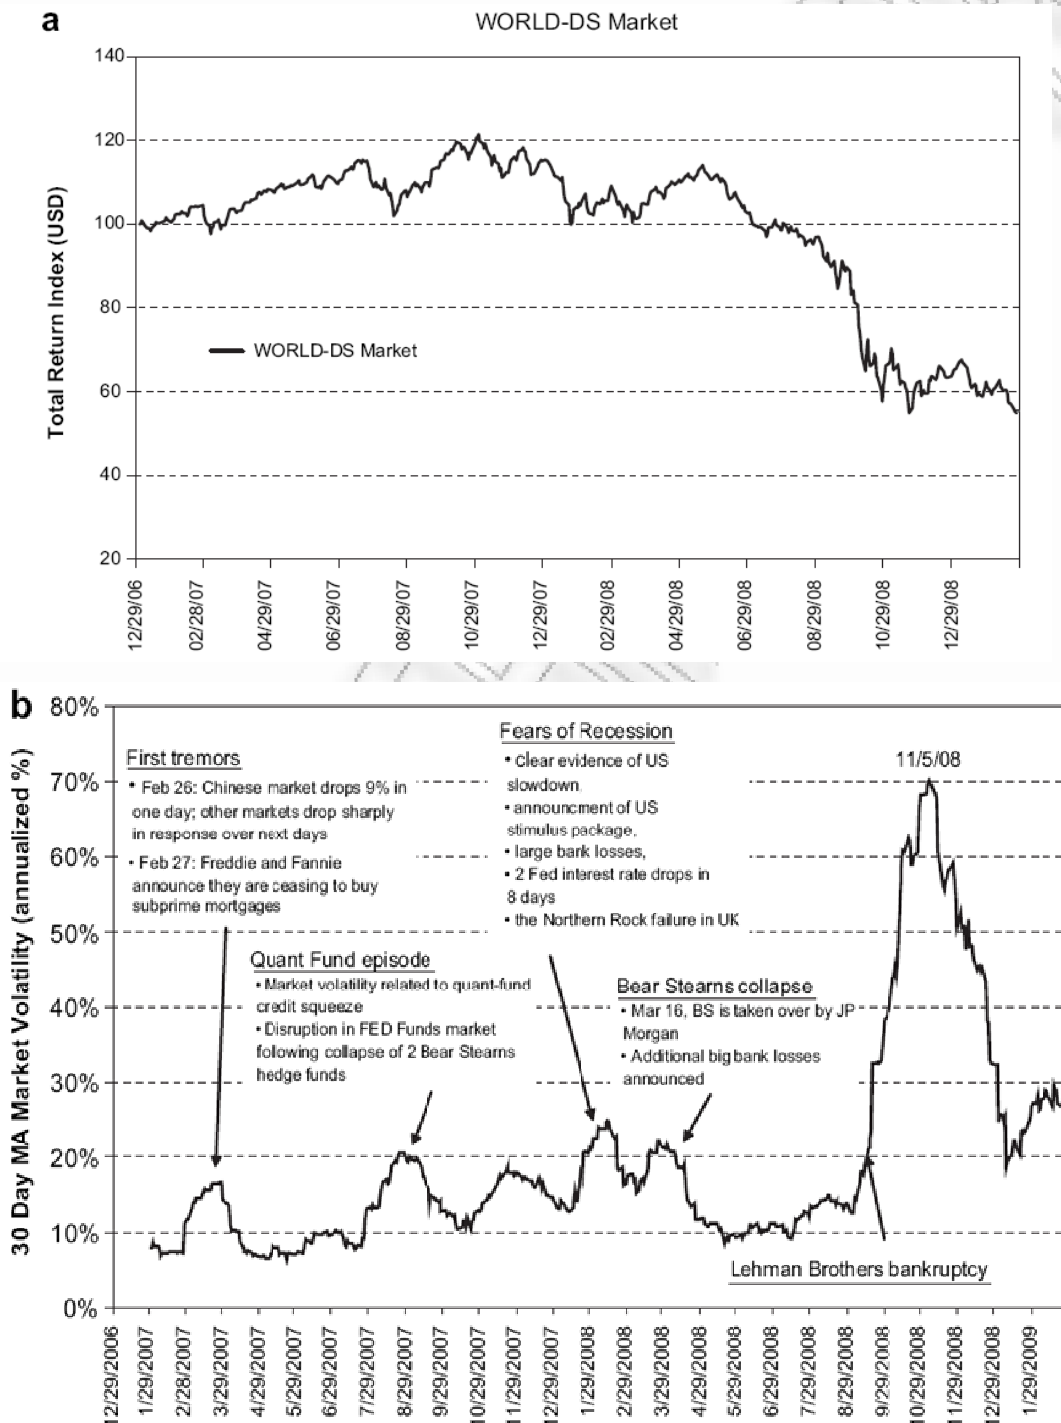 a
WORLD-DS Market
Total Return Index (USD)
140
120
100
80
60
40
20
WORLD-DS Market
12/29/06
02/28/07
04/29/07
06/29/07
08/29/07
10/29/07
12/29/07
02/29/08
04/29/08
06/29/08
08/29/08
10/29/08
12/29/08
b
30 Day MA Market Volatility (annualized %)
80%
70%
60%
50%
40%
30%
20%
10%
0%
First tremors
• Feb 26: Chinese market drops 9% in
one day; other markets drop sharply
in response over next days
• Feb 27: Freddie and Fannie
announce they are ceasing to buy
subprime mortgages
Quant Fund episode
• Market volatility related to quant-fund
credit squeeze
• Disruption in FED Funds market
following collapse of 2 Bear Stearns
hedge funds
Fears of Recession
• clear evidence of US
slowdown,
• announcment of US
stimulus package,
• large bank losses,
• 2 Fed interest rate drops in
8 days
• the Northern Rock failure in UK
Bear Stearns collapse
• Mar 16, BS is taken over by JP
Morgan
• Additional big bank losses
announced
11/5/08
Lehman Brothers bankruptcy
12/29/2006
1/29/2007
2/28/2007
3/29/2007
4/29/2007
5/29/2007
6/29/2007
7/29/2007
8/29/2007
9/29/2007
10/29/2007
11/29/2007
12/29/2007
1/29/2008
2/29/2008
3/29/2008
4/29/2008
5/29/2008
6/29/2008
7/29/2008
8/29/2008
9/29/2008
10/29/2008
11/29/2008
12/29/2008
1/29/2009